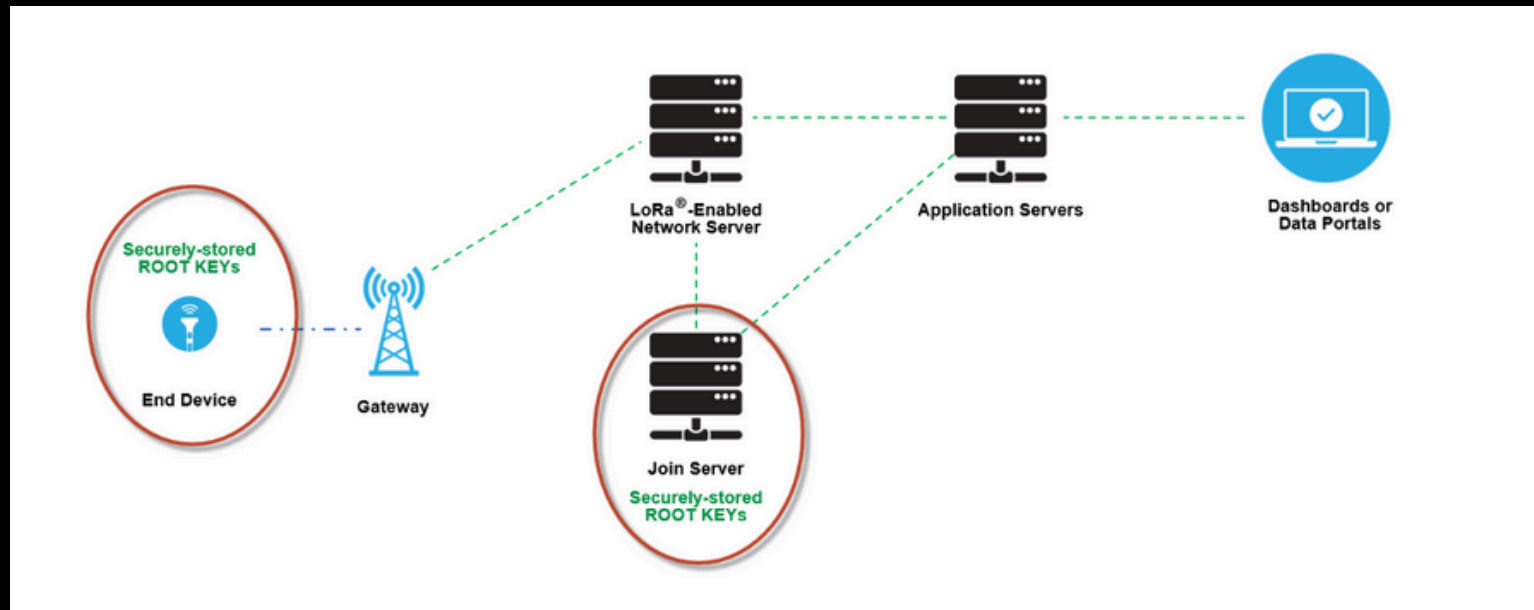 LoRa®-Enabled
Network Server
Application Servers
Dashboards or
Data Portals
Securely-stored
ROOT KEYs
End Device
Gateway
Join Server
Securely-stored
ROOT KEYs